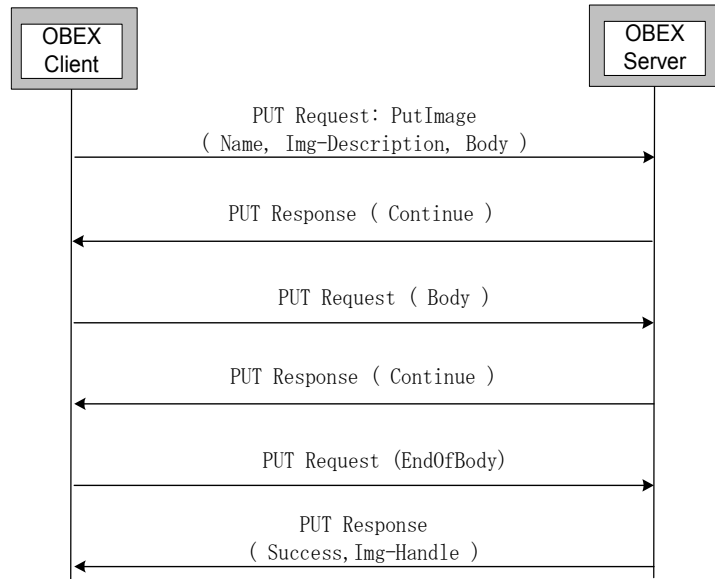 OBEX
Client
OBEX
Server
PUT Request: PutImage
( Name, Img-Description, Body )
PUT Response ( Continue )
PUT Request ( Body )
PUT Response ( Continue )
PUT Request (EndOfBody)
PUT Response
( Success,Img-Handle )